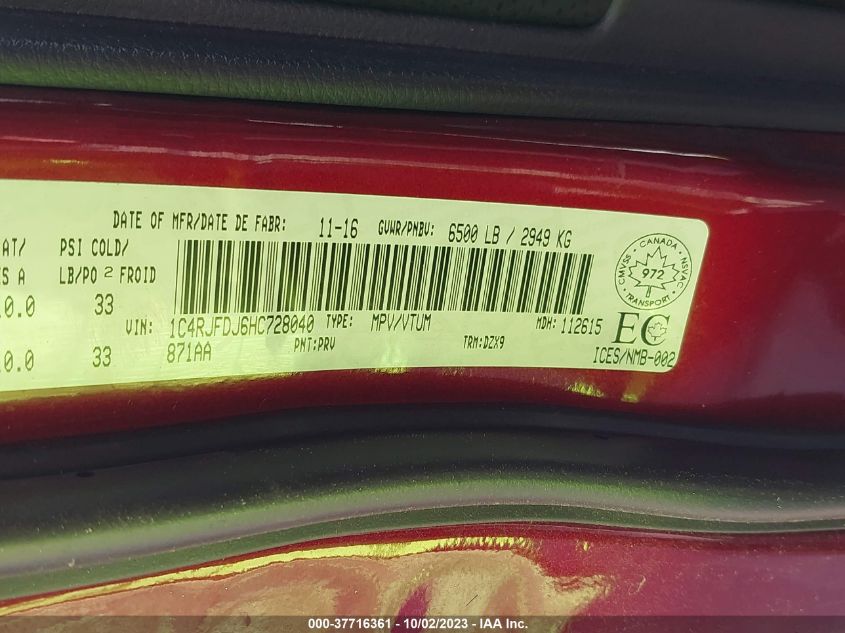 DATE OF MFR/DATE DE FABR: 11-16 GVWR/PNBV: 6500 LB / 2949 KG
AT/ PSI COLD/
S A LB/PO 2 FROID
0.0 33
VIN: 1C4RJFDJ6HC728040 TYPE: MPV/VTUM MDH: 112615
0.0 33 871AA PNT:PRV TRM:DZX9
CMVSS • CANADA • NSVAC
972
TRANSPORT
EC
ICES/NMB-002
000-37716361 - 10/02/2023 - IAA Inc.